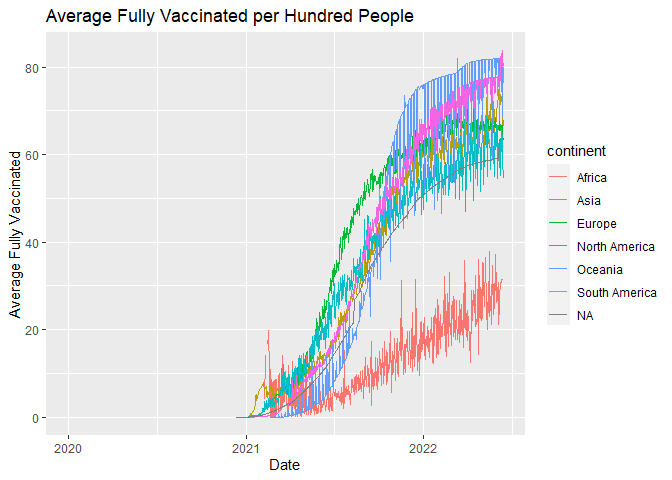 Average Fully Vaccinated per Hundred People
Average Fully Vaccinated
80
60
40
20
0
2020
2021
2022
Date
continent
Africa
Asia
Europe
North America
Oceania
South America
NA